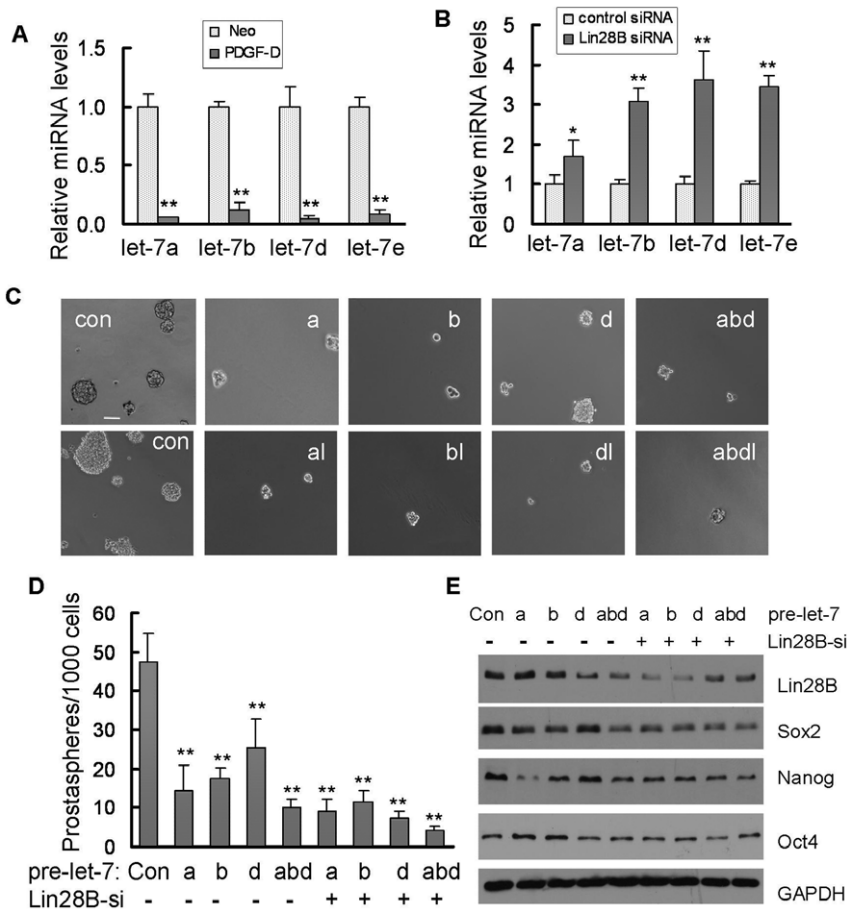 A
Neo
PDGF-D
Relative miRNA levels
1.5
1.0
0.5
0.0
** ** ** **
let-7a let-7b let-7d let-7e
B
control siRNA
Lin28B siRNA
Relative miRNA levels
5
4
3
2
1
0
* ** ** **
let-7a let-7b let-7d let-7e
C
con a b d abd
con al bl dl abdl
D
Prostaspheres/1000 cells
60
50
40
30
20
10
0
** ** ** ** ** ** ** **
pre-let-7: Con a b d abd a b d abd
Lin28B-si - - - - - + + + +
E
Con a b d abd a b d abd pre-let-7
- - - - - + + + + Lin28B-si
Lin28B
Sox2
Nanog
Oct4
GAPDH